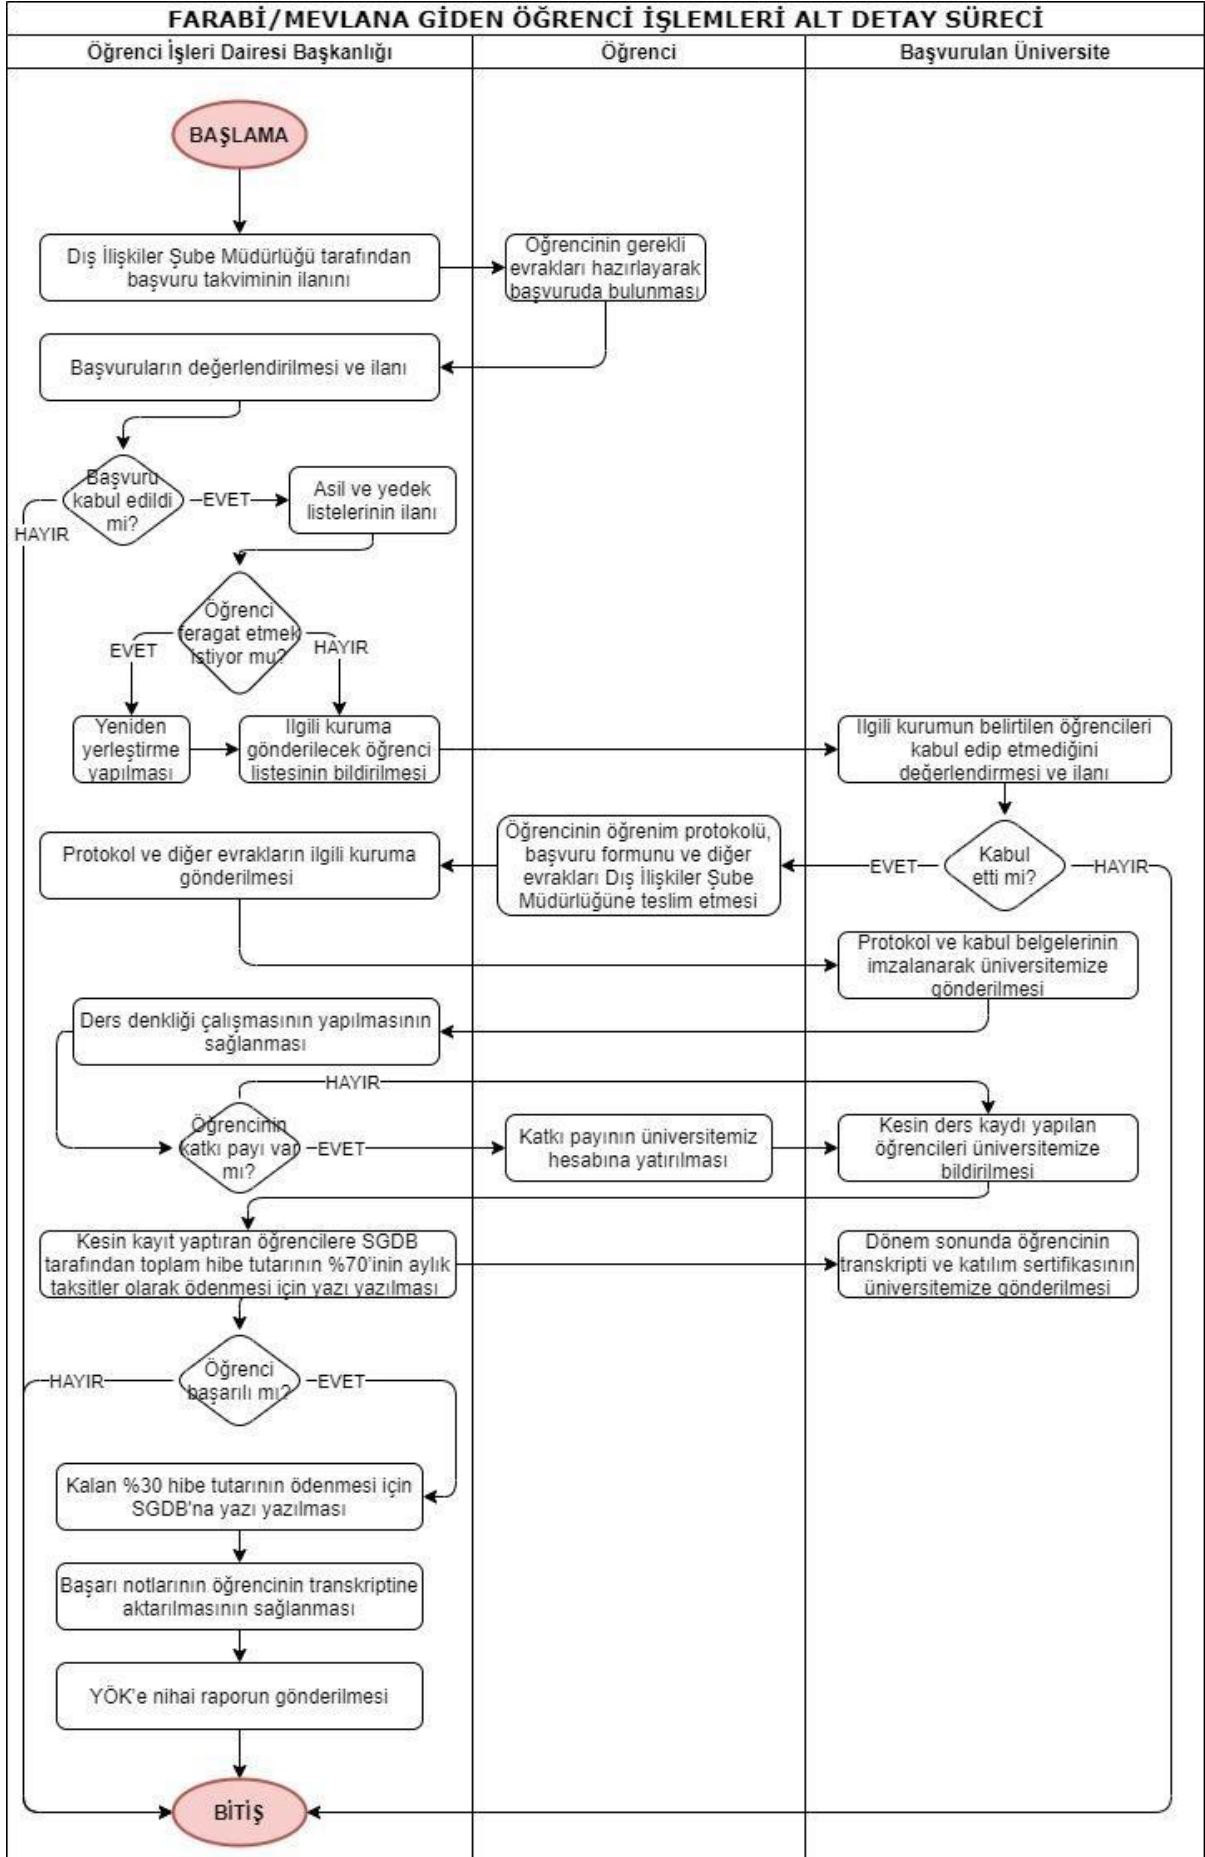 FARABİ/MEVLANA GİDEN ÖĞRENCİ İŞLEMLERİ ALT DETAY SÜRECİ
Öğrenci İşleri Dairesi Başkanlığı
Öğrenci
Başvurulan Üniversite
BAŞLAMA
Dış İlişkiler Şube Müdürlüğü tarafından
başvuru takviminin ilanını
Öğrencinin gerekli
evrakları hazırlayarak
başvuruda bulunması
Başvuruların değerlendirilmesi ve ilanı
Başvuru
kabul edildi
mi?
EVET
HAYIR
Asil ve yedek
listelerinin ilanı
Öğrenci
feragat etmek
istiyor mu?
EVET
HAYIR
Yeniden
yerleştirme
yapılması
İlgili kuruma
gönderilecek öğrenci
listesinin bildirilmesi
İlgili kurumun belirtilen öğrencileri
kabul edip etmediğini
değerlendirmesi ve ilanı
Kabul
etti mi?
EVET
HAYIR
Öğrencinin öğrenim protokolü,
başvuru formunu ve diğer
evrakları Dış İlişkiler Şube
Müdürlüğüne teslim etmesi
Protokol ve diğer evrakların ilgili kuruma
gönderilmesi
Protokol ve kabul belgelerinin
imzalanarak üniversitemize
gönderilmesi
Ders denkliği çalışmasının yapılmasının
sağlanması
HAYIR
Öğrencinin
katkı payı var
mı?
EVET
Katkı payının üniversitemiz
hesabına yatırılması
Kesin ders kaydı yapılan
öğrencileri üniversitemize
bildirilmesi
Kesin kayıt yaptıran öğrencilere SGDB
tarafından toplam hibe tutarının %70'inin aylık
taksitler olarak ödenmesi için yazı yazılması
Dönem sonunda öğrencinin
transkripti ve katılım sertifikasının
üniversitemize gönderilmesi
Öğrenci
başarılı mı?
HAYIR
EVET
Kalan %30 hibe tutarının ödenmesi için
SGDB'na yazı yazılması
Başarı notlarının öğrencinin transkriptine
aktarılmasının sağlanması
YÖK'e nihai raporun gönderilmesi
BİTİŞ